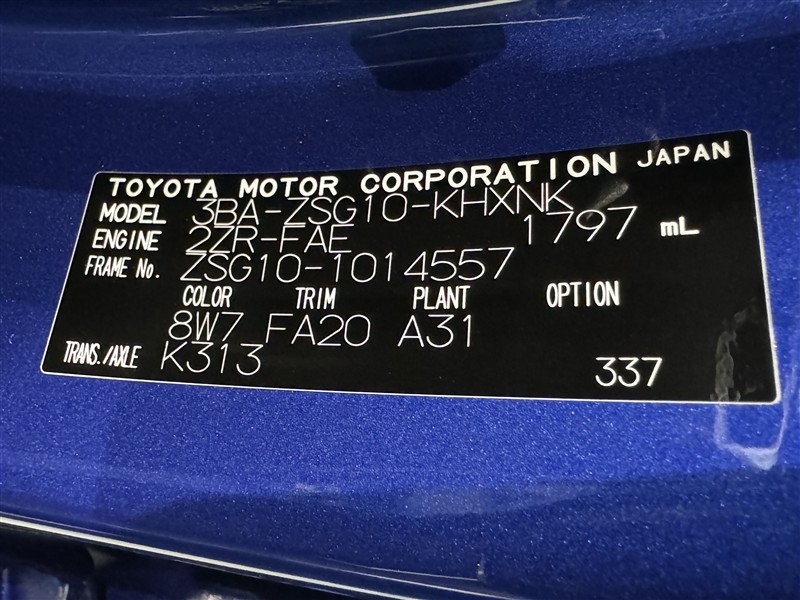 TOYOTA MOTOR CORPORATION JAPAN
MODEL 3BA-ZSG10-KHXNK
ENGINE 2ZR-FAE 1797 mL
FRAME No. ZSG10-1014557
COLOR TRIM PLANT OPTION
8W7 FA20 A31
TRANS./AXLE K313
337